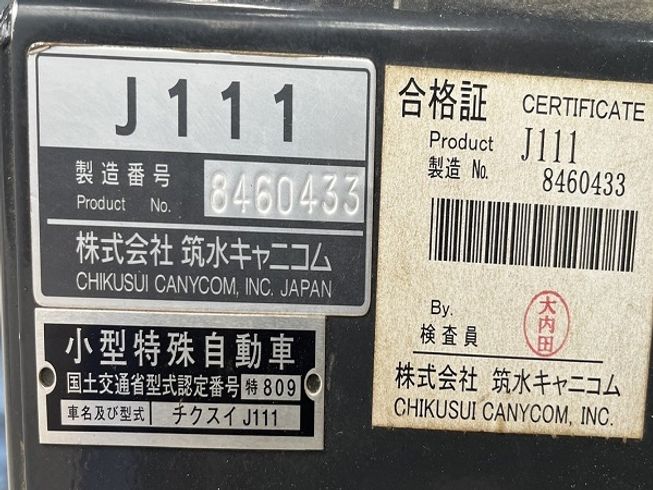 J111
製造番号
Product No. 8460433
株式会社 筑水キャニコム
CHIKUSUI CANYCOM, INC. JAPAN
小型特殊自動車
国土交通省型式認定番号 特809
車名及び型式 チクスイ J111
合格証 CERTIFICATE
Product J111
製造 No. 8460433
By.
検査員 大内田
株式会社 筑水キャニコム
CHIKUSUI CANYCOM, INC.